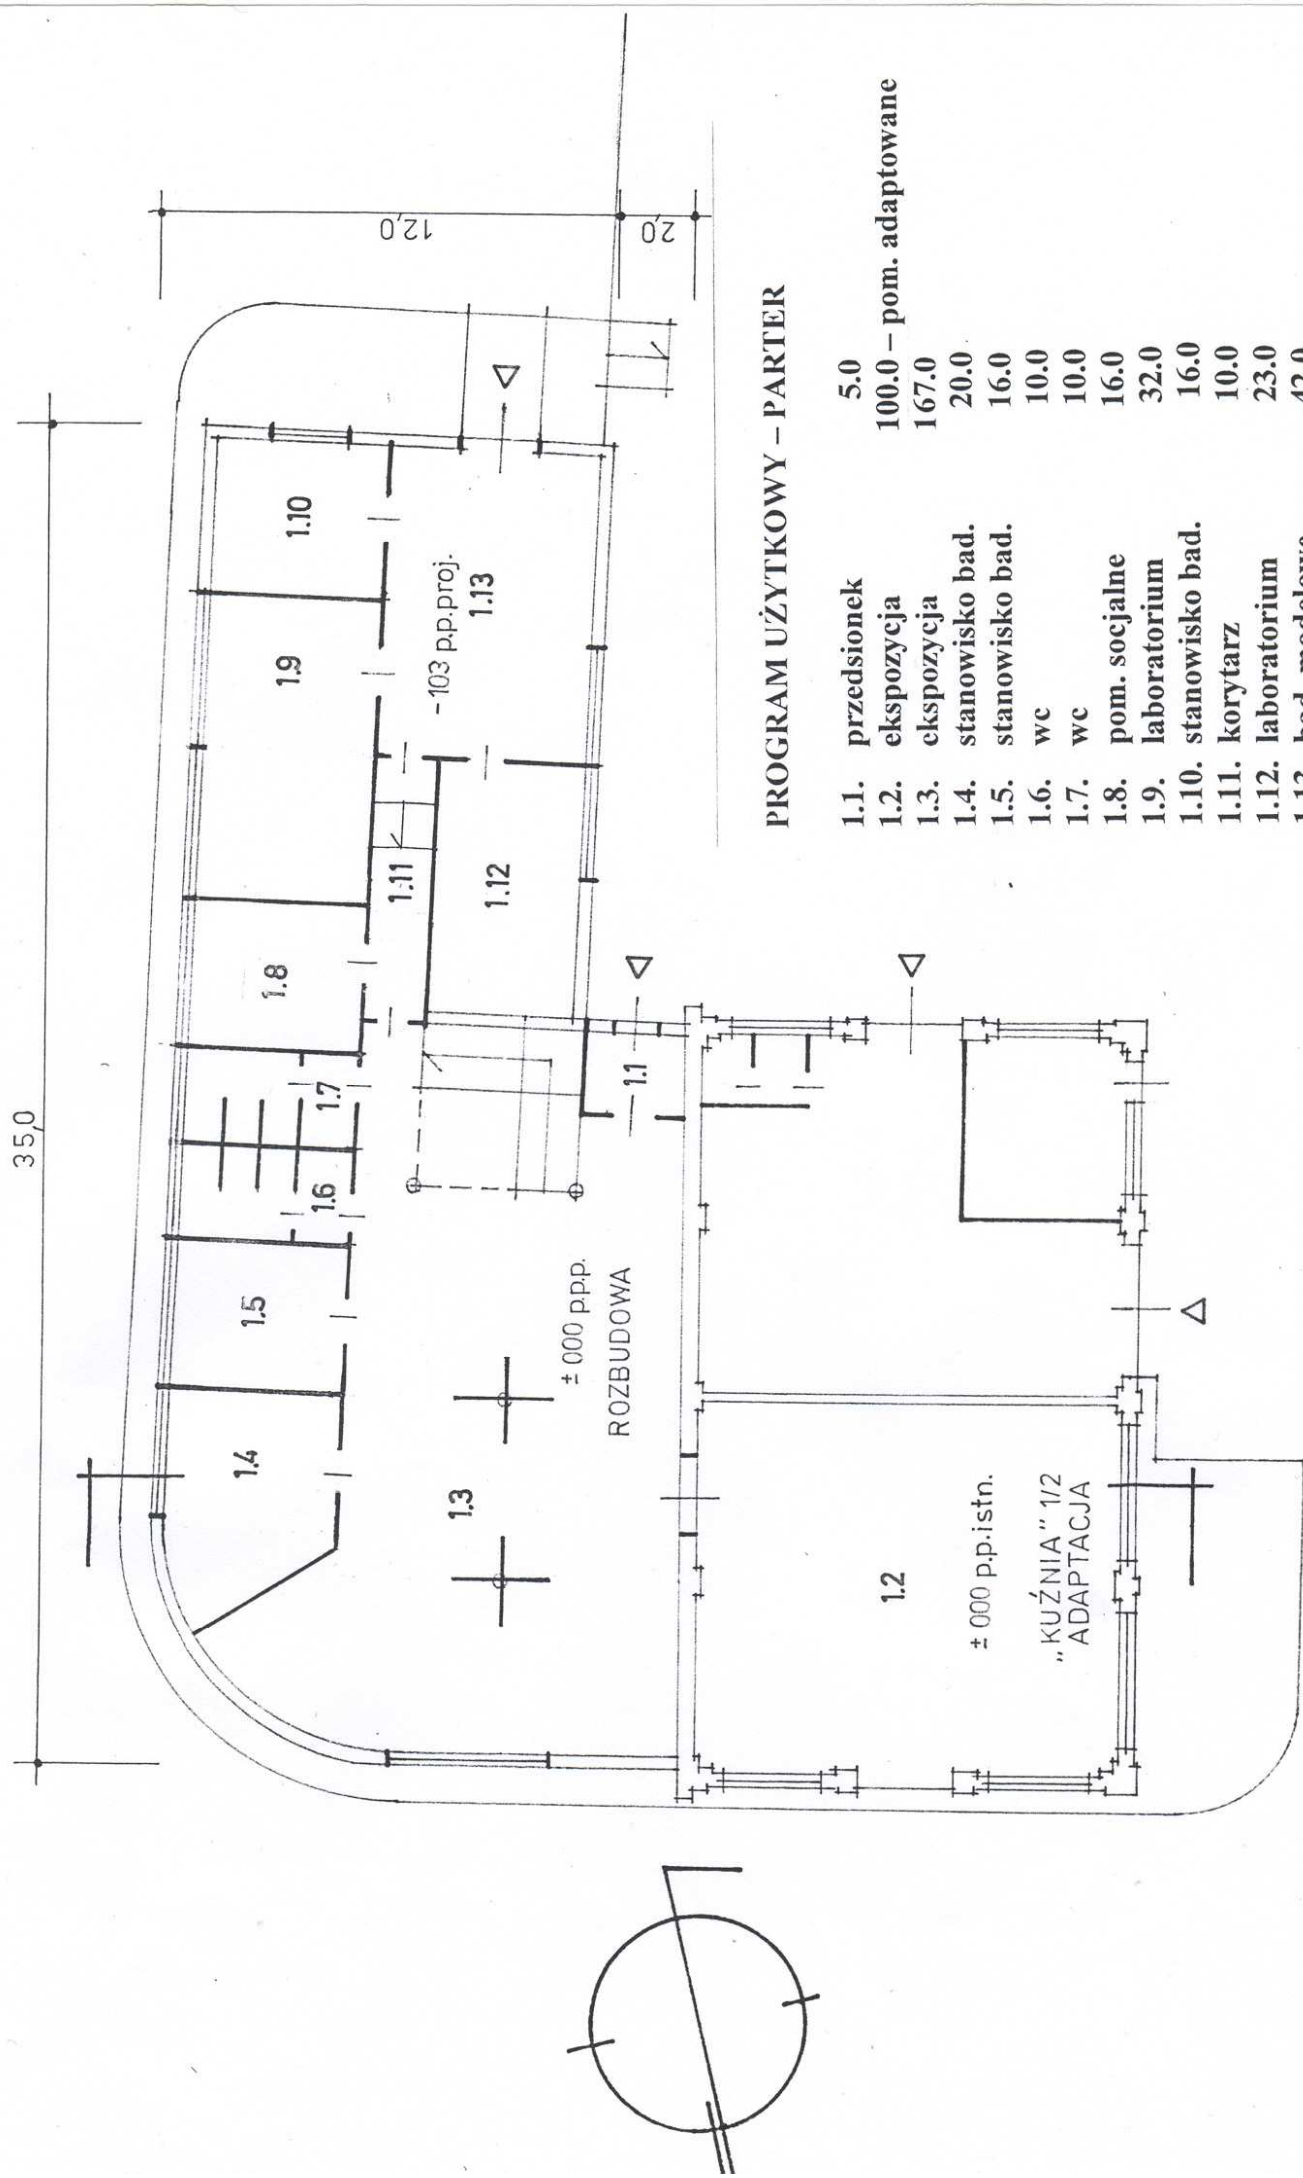 35,0
1.4
1.5
1.8
1.9
1.10
1.6
1.7
1.11
12,0
-103 p.p.proj.
1.13
1.3
1.12
± 000 p.p.p.
ROZBUDOWA
1.1
2,0
1.2
± 000 p.p.istn.
„KUŹNIA" 1/2
ADAPTACJA
PROGRAM UŻYTKOWY – PARTER
1.1. przedsionek 5.0
1.2. ekspozycja 100.0 – pom. adaptowane
1.3. ekspozycja 167.0
1.4. stanowisko bad. 20.0
1.5. stanowisko bad. 16.0
1.6. wc 10.0
1.7. wc 10.0
1.8. pom. socjalne 16.0
1.9. laboratorium 32.0
1.10. stanowisko bad. 16.0
1.11. korytarz 10.0
1.12. laboratorium 23.0